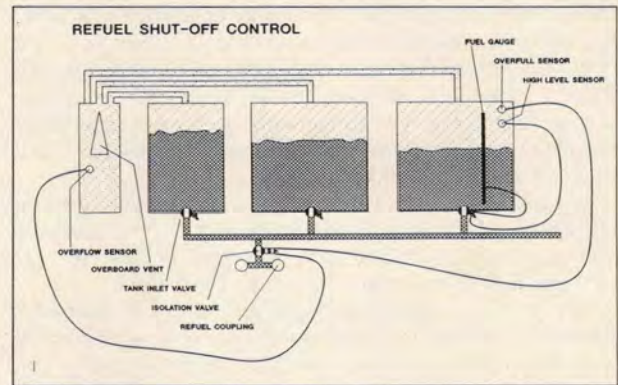 REFUEL SHUT-OFF CONTROL
FUEL GAUGE
OVERFULL SENSOR
HIGH LEVEL SENSOR
OVERFLOW SENSOR
OVERBOARD VENT
TANK INLET VALVE
ISOLATION VALVE
REFUEL COUPLING
1